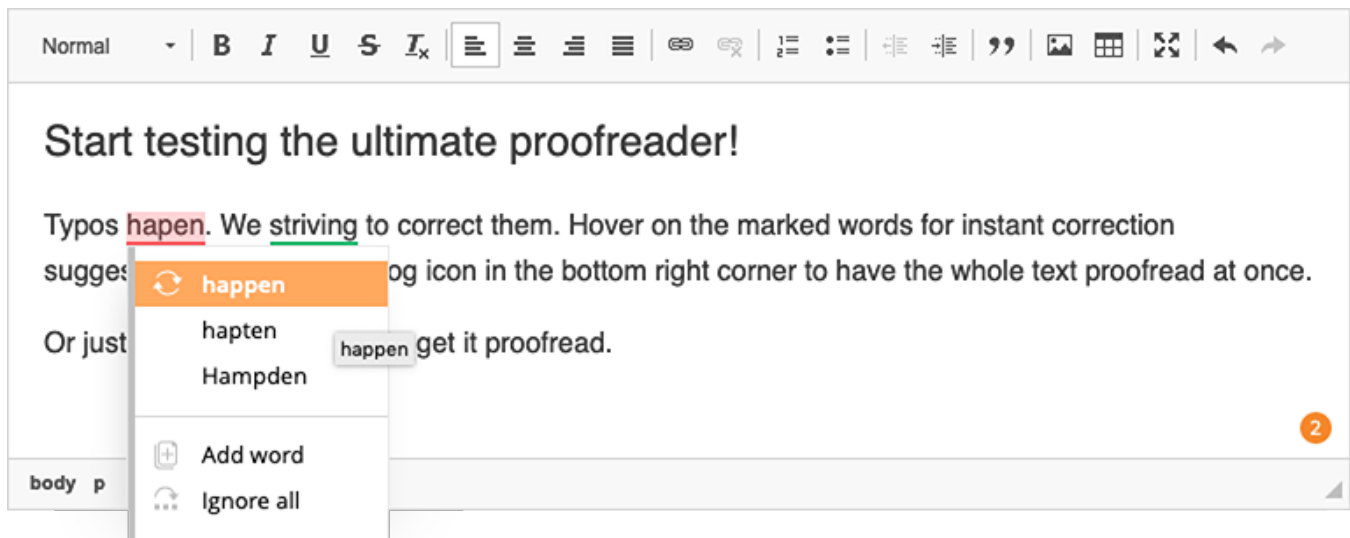 Normal
Start testing the ultimate proofreader!
Typos hapen. We striving to correct them. Hover on the marked words for instant correction
icon in the bottom right corner to have the whole text proofread at once.
happen
hapten
Or just get it proofread.
happen
Hampden
2
Add word
body p
Ignore all